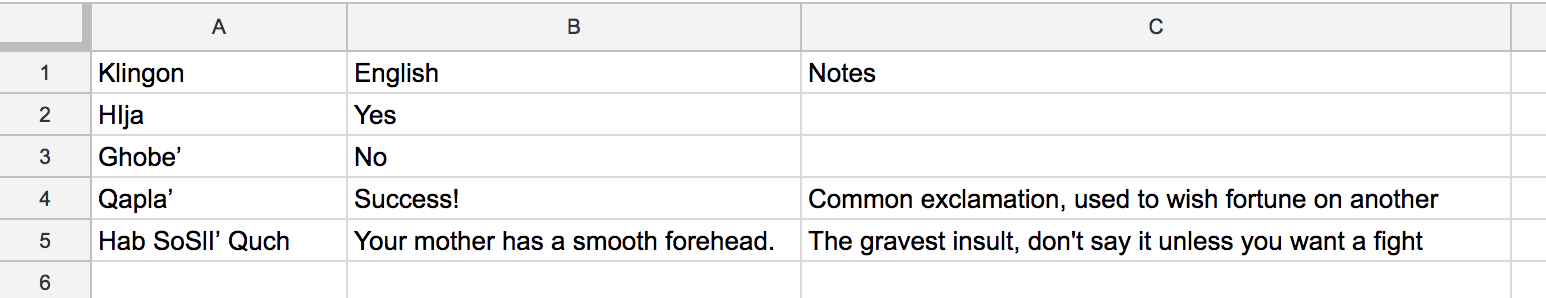 A B C
1 Klingon English Notes
2 HIja Yes
3 Ghobe’ No
4 Qapla’ Success! Common exclamation, used to wish fortune on another
5 Hab SoSlI’ Quch Your mother has a smooth forehead. The gravest insult, don't say it unless you want a fight
6